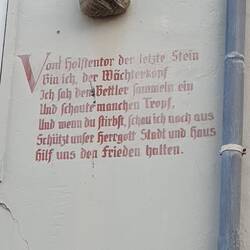 Vom Holstentor der letzte Stein
Bin ich, der Wächterkopf
Ich sah den Bettler sammeln ein
Und schaute manchen Tropf,
Und wenn du stirbst, schau ich noch aus
Schützt unser Herrgott Stadt und Haus
Hilf uns den Frieden halten.